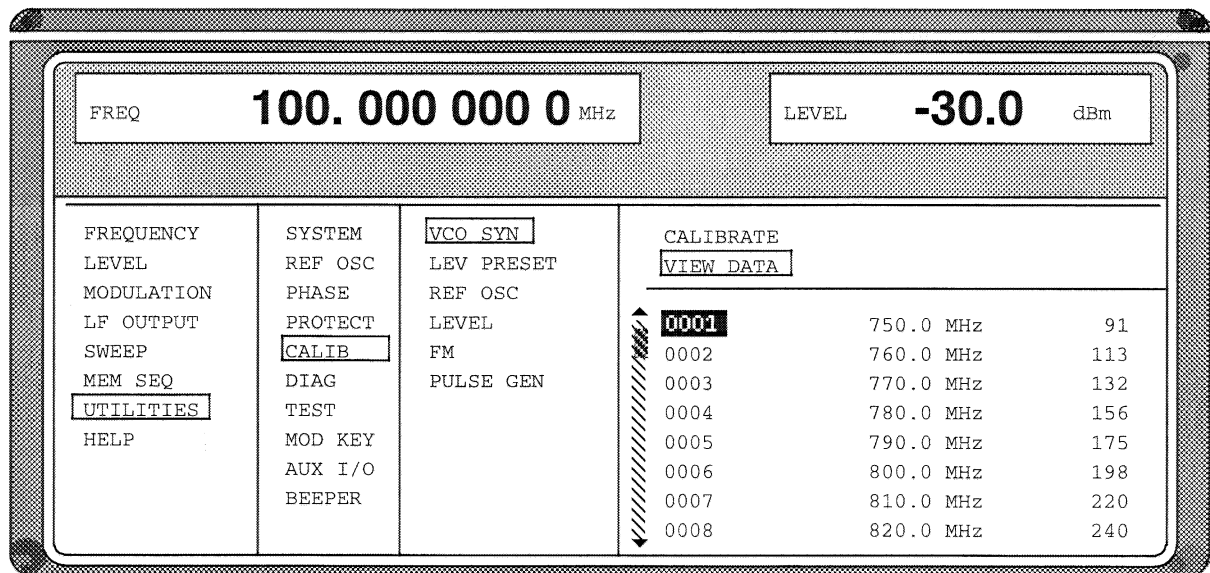 FREQ 100. 000 000 0 MHz
LEVEL -30.0 dBm
FREQUENCY
LEVEL
MODULATION
LF OUTPUT
SWEEP
MEM SEQ
UTILITIES
HELP
SYSTEM
REF OSC
PHASE
PROTECT
CALIB
DIAG
TEST
MOD KEY
AUX I/O
BEEPER
VCO SYN
LEV PRESET
REF OSC
LEVEL
FM
PULSE GEN
CALIBRATE
VIEW DATA
0001 750.0 MHz 91
0002 760.0 MHz 113
0003 770.0 MHz 132
0004 780.0 MHz 156
0005 790.0 MHz 175
0006 800.0 MHz 198
0007 810.0 MHz 220
0008 820.0 MHz 240